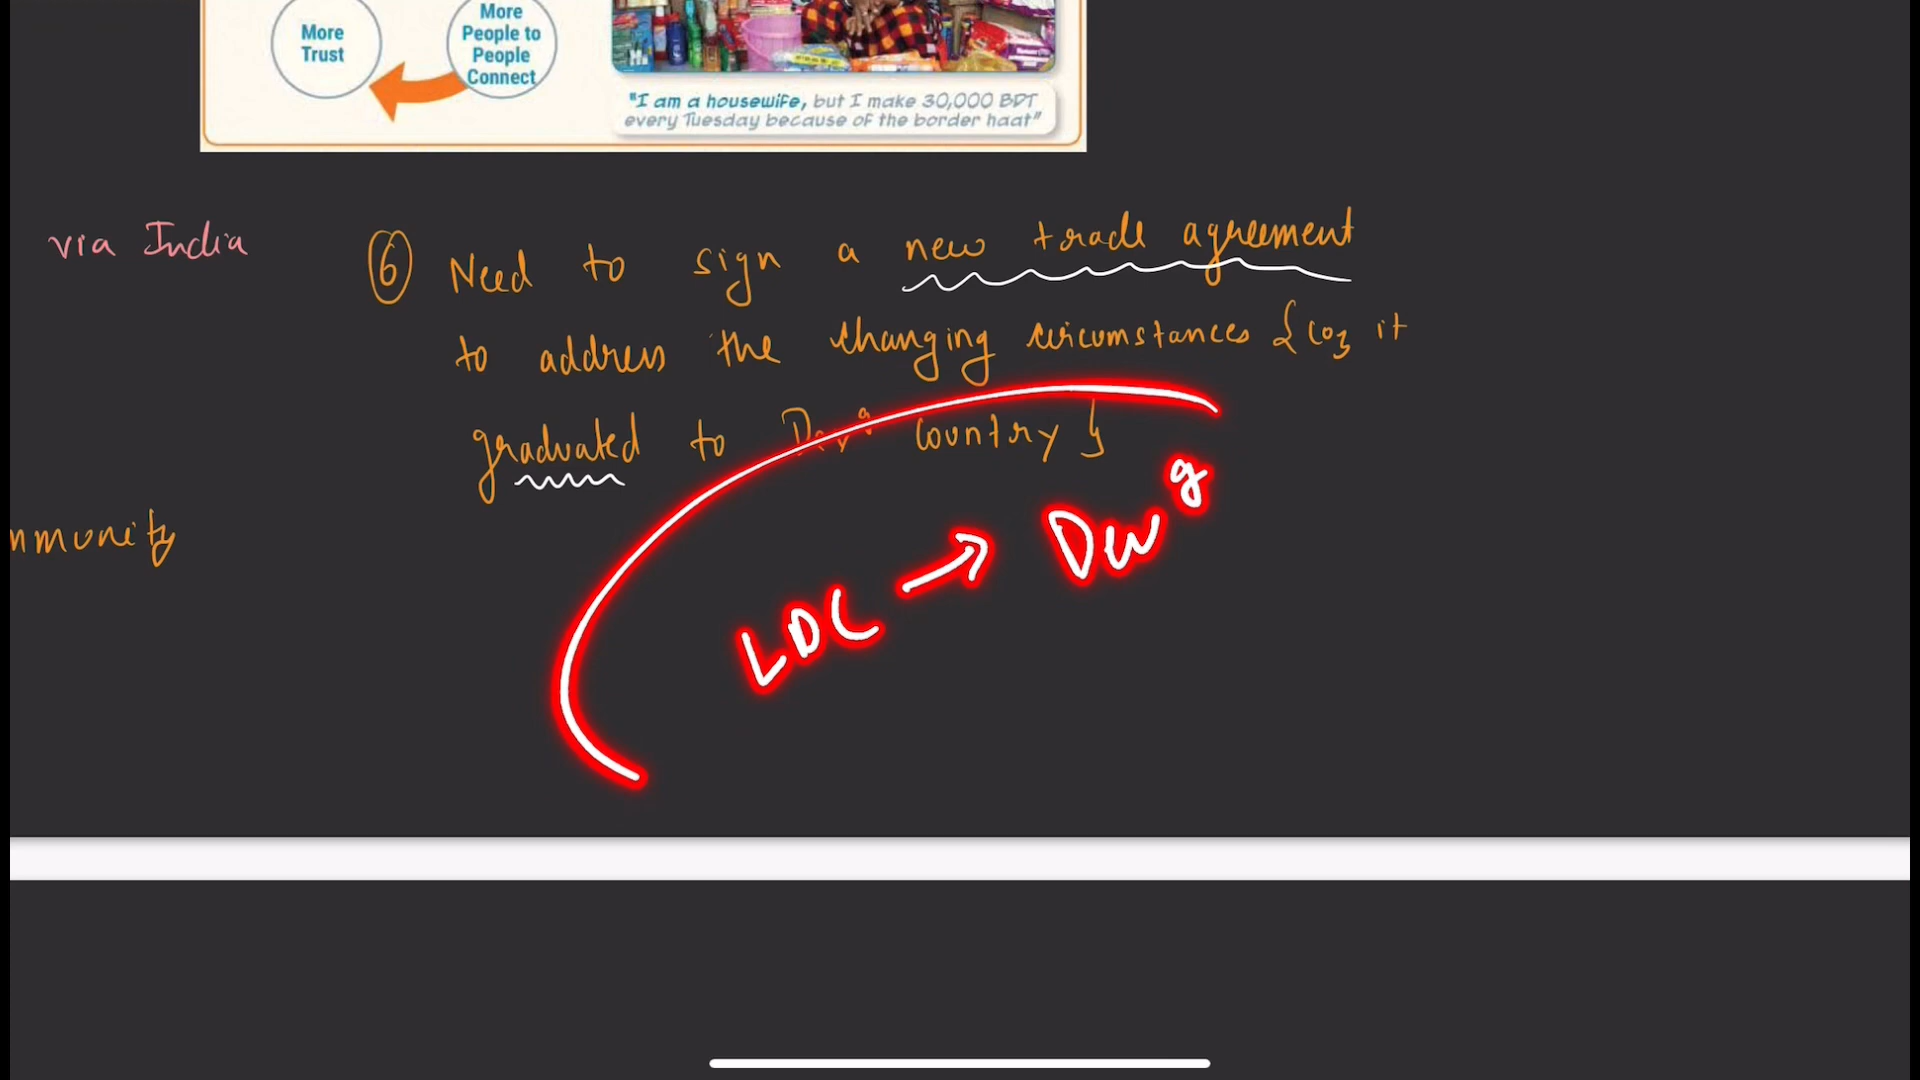 More
Trust
More
People to
People
Connect
"I am a housewife, but I make 30,000 BDT
every Tuesday because of the border haat"
via India
6 Need to sign a new trade agreement
to address the changing circumstances {coz it
graduated to Devg Country}
LDC → Devg
mmunity